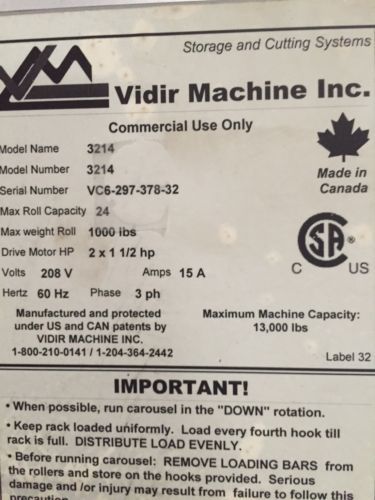 Storage and Cutting Systems
VM
Vidir Machine Inc.
Commercial Use Only
Model Name 3214
Model Number 3214
Serial Number VC6-297-378-32
Max Roll Capacity 24
Max weight Roll 1000 lbs
Drive Motor HP 2 x 1 1/2 hp
Volts 208 V Amps 15 A
Hertz 60 Hz Phase 3 ph
Made in
Canada
CSA ®
C US
Manufactured and protected
under US and CAN patents by
VIDIR MACHINE INC.
1-800-210-0141 / 1-204-364-2442
Maximum Machine Capacity:
13,000 lbs
Label 32
IMPORTANT!
• When possible, run carousel in the "DOWN" rotation.
• Keep rack loaded uniformly. Load every fourth hook till
rack is full. DISTRIBUTE LOAD EVENLY.
• Before running carousel: REMOVE LOADING BARS from
the rollers and store on the hooks provided. Serious
damage and /or injury may result from failure to follow this
precaution